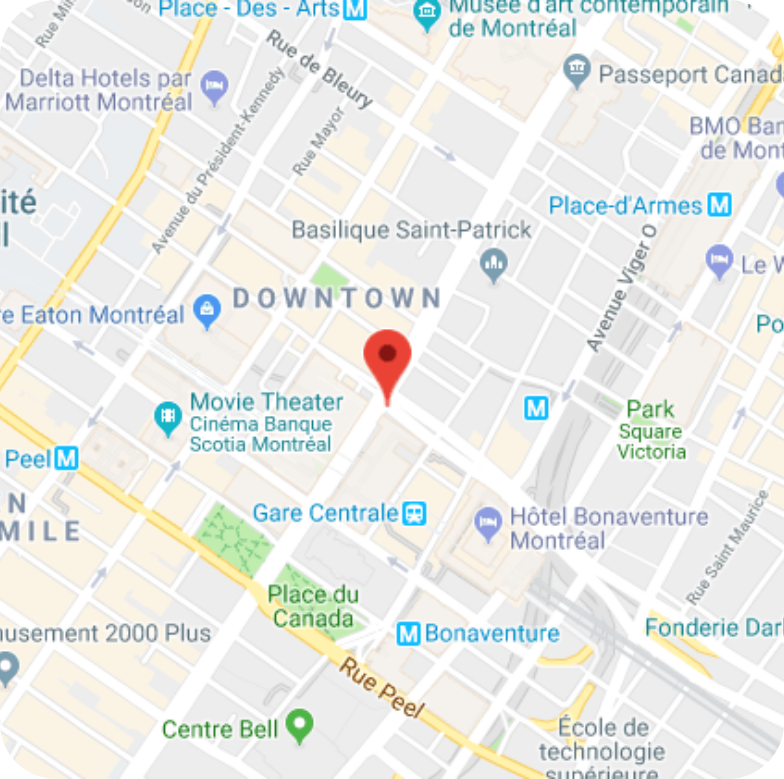 Place - Des - Arts M
Musée d'art contemporain
de Montréal
Rue de Bleury
Passeport Canad
Delta Hotels par
Marriott Montréal
Avenue du Président-Kennedy
Rue Mayor
BMO Ban
de Mont
ité
Place-d'Armes M
Basilique Saint-Patrick
Avenue Viger O
Le W
DOWNTOWN
re Eaton Montréal
Po
Movie Theater
Cinéma Banque
Scotia Montréal
M
Park
Square
Victoria
Peel M
N
MILE
Gare Centrale
Hôtel Bonaventure
Montréal
Rue Saint Maurice
Place du
Canada
musement 2000 Plus
M Bonaventure
Fonderie Darl
Rue Peel
Centre Bell
École de
technologie
supérieure